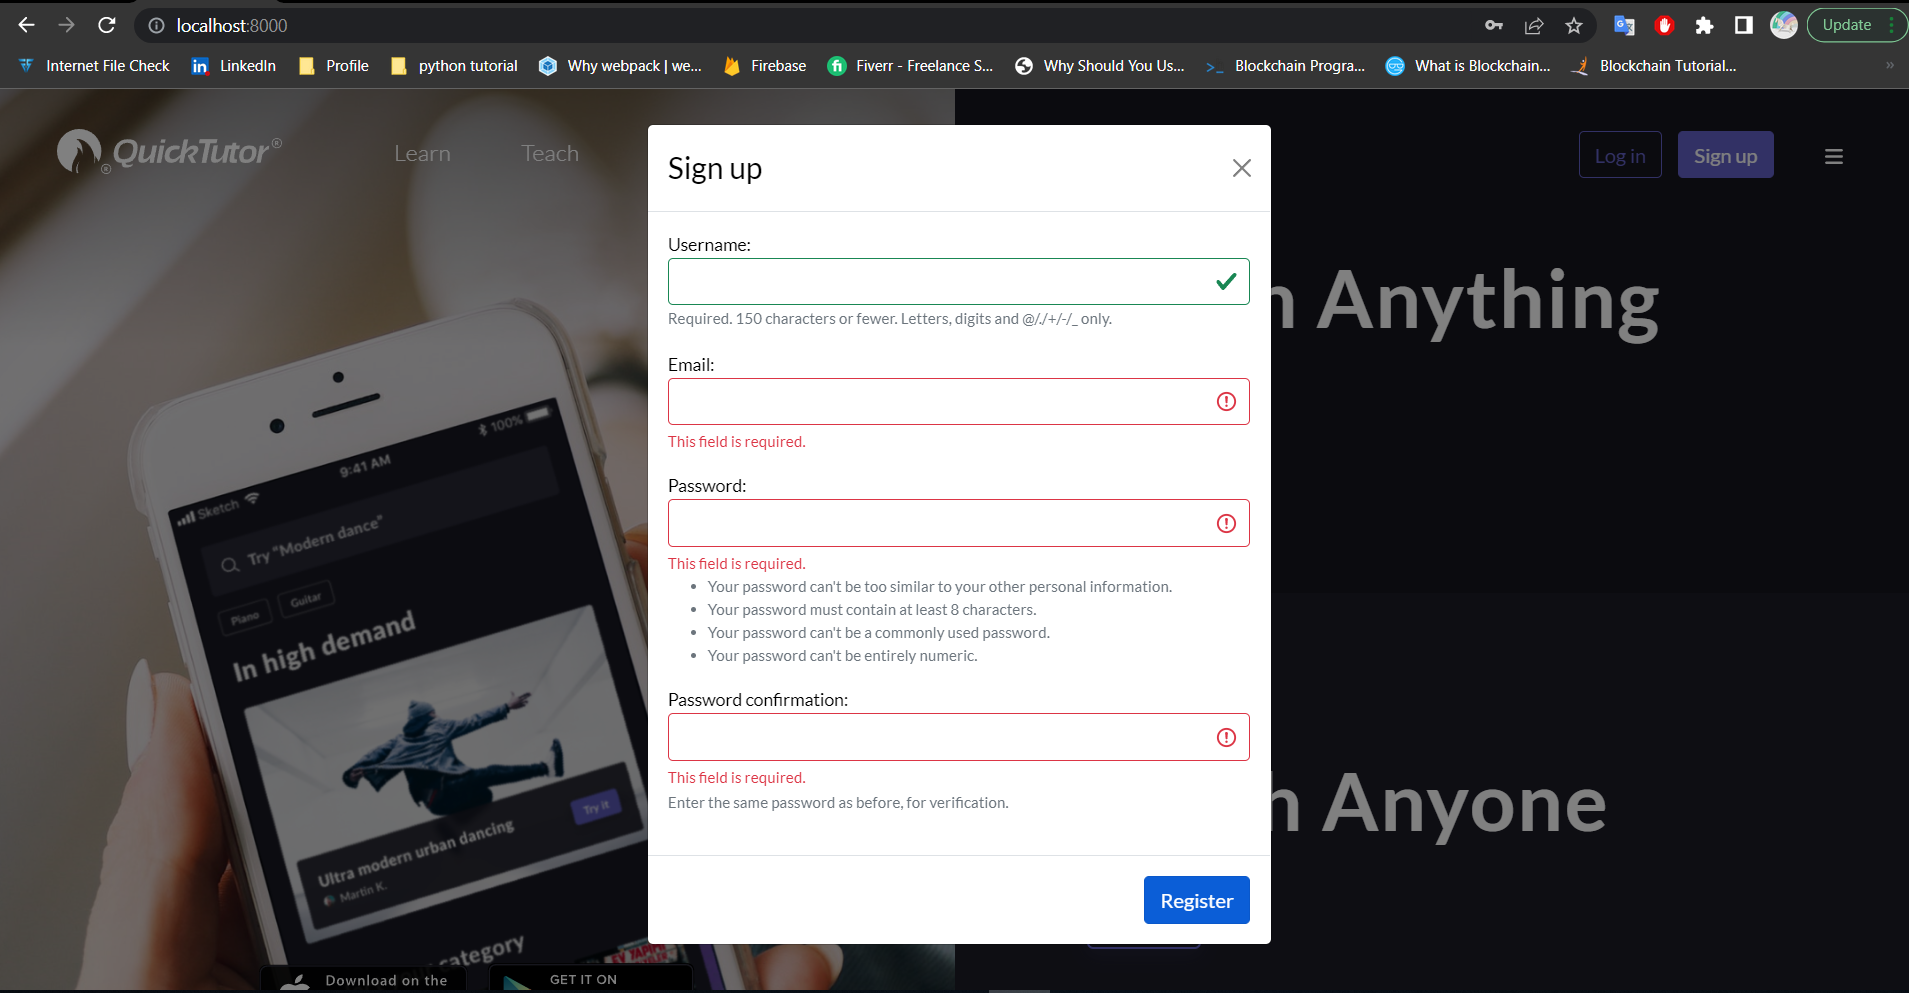 localhost:8000
Update
Internet File Check
LinkedIn
Profile
python tutorial
Why webpack | we...
Firebase
Fiverr - Freelance S...
Why Should You Us...
Blockchain Progra...
What is Blockchain...
Blockchain Tutorial...
»
QuickTutor®
Learn
Teach
Log in
Sign up
Sign up
Username:
Required. 150 characters or fewer. Letters, digits and @/./+/-/_ only.
Email:
This field is required.
Password:
This field is required.
• Your password can't be too similar to your other personal information.
• Your password must contain at least 8 characters.
• Your password can't be a commonly used password.
• Your password can't be entirely numeric.
Password confirmation:
This field is required.
Enter the same password as before, for verification.
Register
n Anything
h Anyone
100%
9:41 AM
Sketch
Try "Modern dance"
Piano
Guitar
In high demand
Try it
Ultra modern urban dancing
Martin K.
category
Download on the
GET IT ON